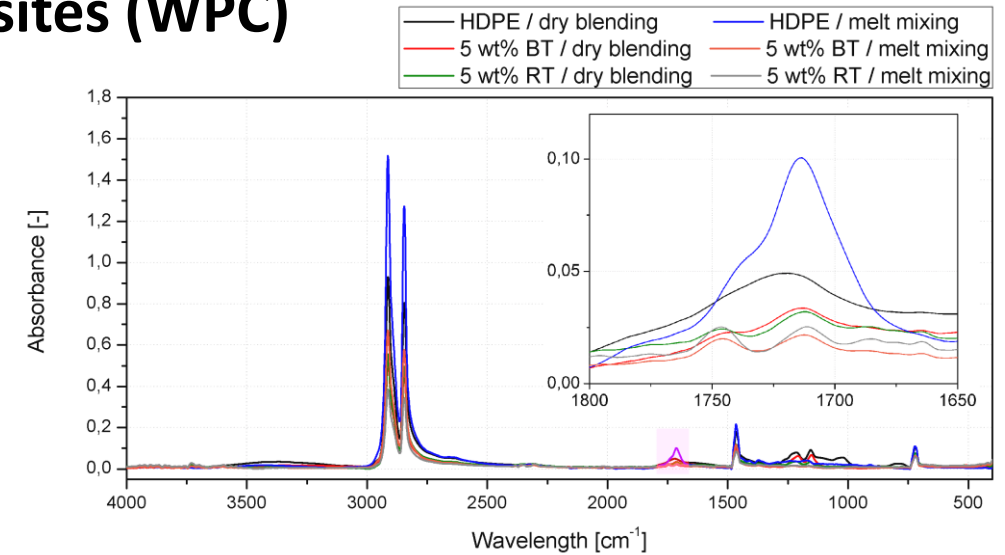 sites (WPC)
HDPE / dry blending HDPE / melt mixing
5 wt% BT / dry blending 5 wt% BT / melt mixing
5 wt% RT / dry blending 5 wt% RT / melt mixing
1,8
1,6
1,4
1,2
1,0
0,8
0,6
0,4
0,2
0,0
Absorbance [-]
0,10
0,05
0,00
1800 1750 1700 1650
4000 3500 3000 2500 2000 1500 1000 500
Wavelength [cm⁻¹]